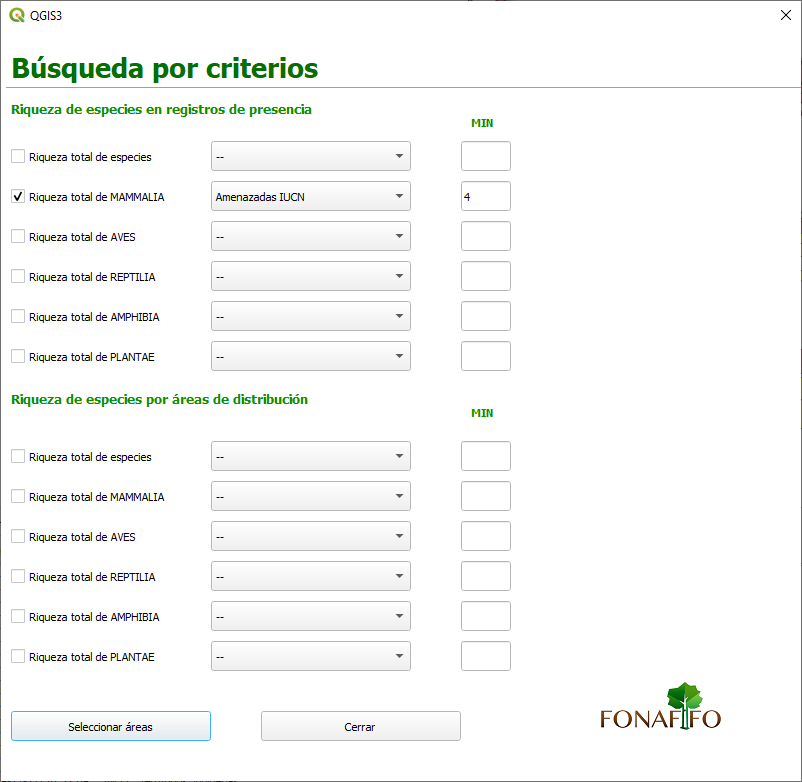 QGIS3
Búsqueda por criterios
Riqueza de especies en registros de presencia
MIN
Riqueza total de especies --
Riqueza total de MAMMALIA Amenazadas IUCN 4
Riqueza total de AVES --
Riqueza total de REPTILIA --
Riqueza total de AMPHIBIA --
Riqueza total de PLANTAE --
Riqueza de especies por áreas de distribución
MIN
Riqueza total de especies --
Riqueza total de MAMMALIA --
Riqueza total de AVES --
Riqueza total de REPTILIA --
Riqueza total de AMPHIBIA --
Riqueza total de PLANTAE --
FONAFIFO
Seleccionar áreas Cerrar